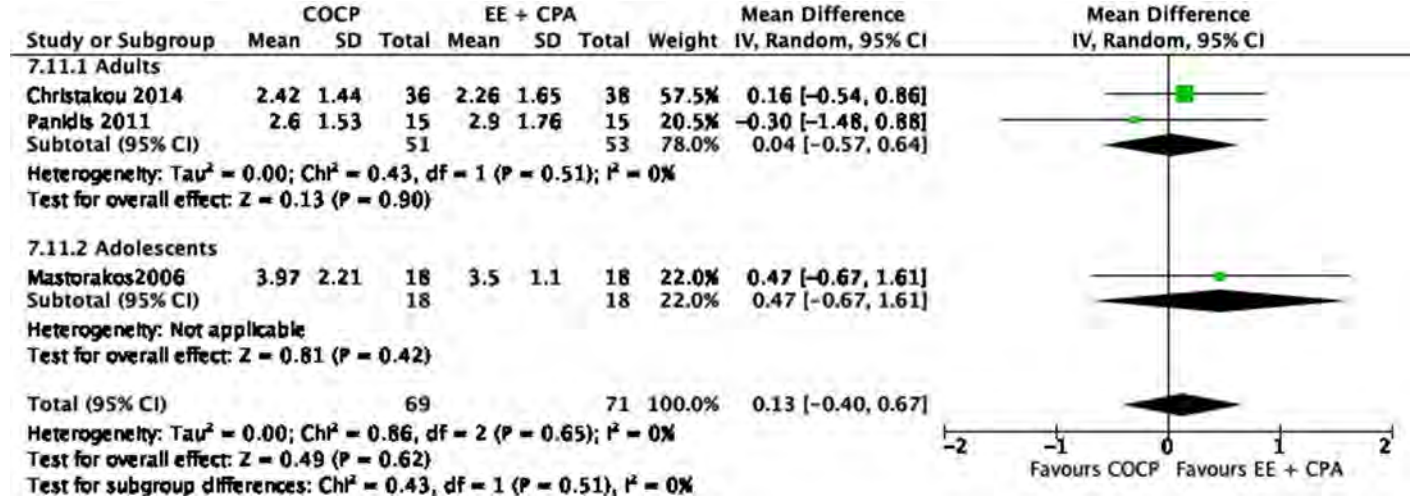 COCP EE + CPA Mean Difference Mean Difference
Study or Subgroup Mean SD Total Mean SD Total Weight IV, Random, 95% CI IV, Random, 95% CI
7.11.1 Adults
Christakou 2014 2.42 1.44 36 2.26 1.65 38 57.5% 0.16 [−0.54, 0.86]
Panidis 2011 2.6 1.53 15 2.9 1.76 15 20.5% −0.30 [−1.48, 0.88]
Subtotal (95% CI) 51 53 78.0% 0.04 [−0.57, 0.64]
Heterogeneity: Tau² = 0.00; Chi² = 0.43, df = 1 (P = 0.51); I² = 0%
Test for overall effect: Z = 0.13 (P = 0.90)
7.11.2 Adolescents
Mastorakos2006 3.97 2.21 18 3.5 1.1 18 22.0% 0.47 [−0.67, 1.61]
Subtotal (95% CI) 18 18 22.0% 0.47 [−0.67, 1.61]
Heterogeneity: Not applicable
Test for overall effect: Z = 0.81 (P = 0.42)
Total (95% CI) 69 71 100.0% 0.13 [−0.40, 0.67]
Heterogeneity: Tau² = 0.00; Chi² = 0.86, df = 2 (P = 0.65); I² = 0%
Test for overall effect: Z = 0.49 (P = 0.62)
Test for subgroup differences: Chi² = 0.43, df = 1 (P = 0.51), I² = 0%
−2 −1 0 1 2
Favours COCP Favours EE + CPA